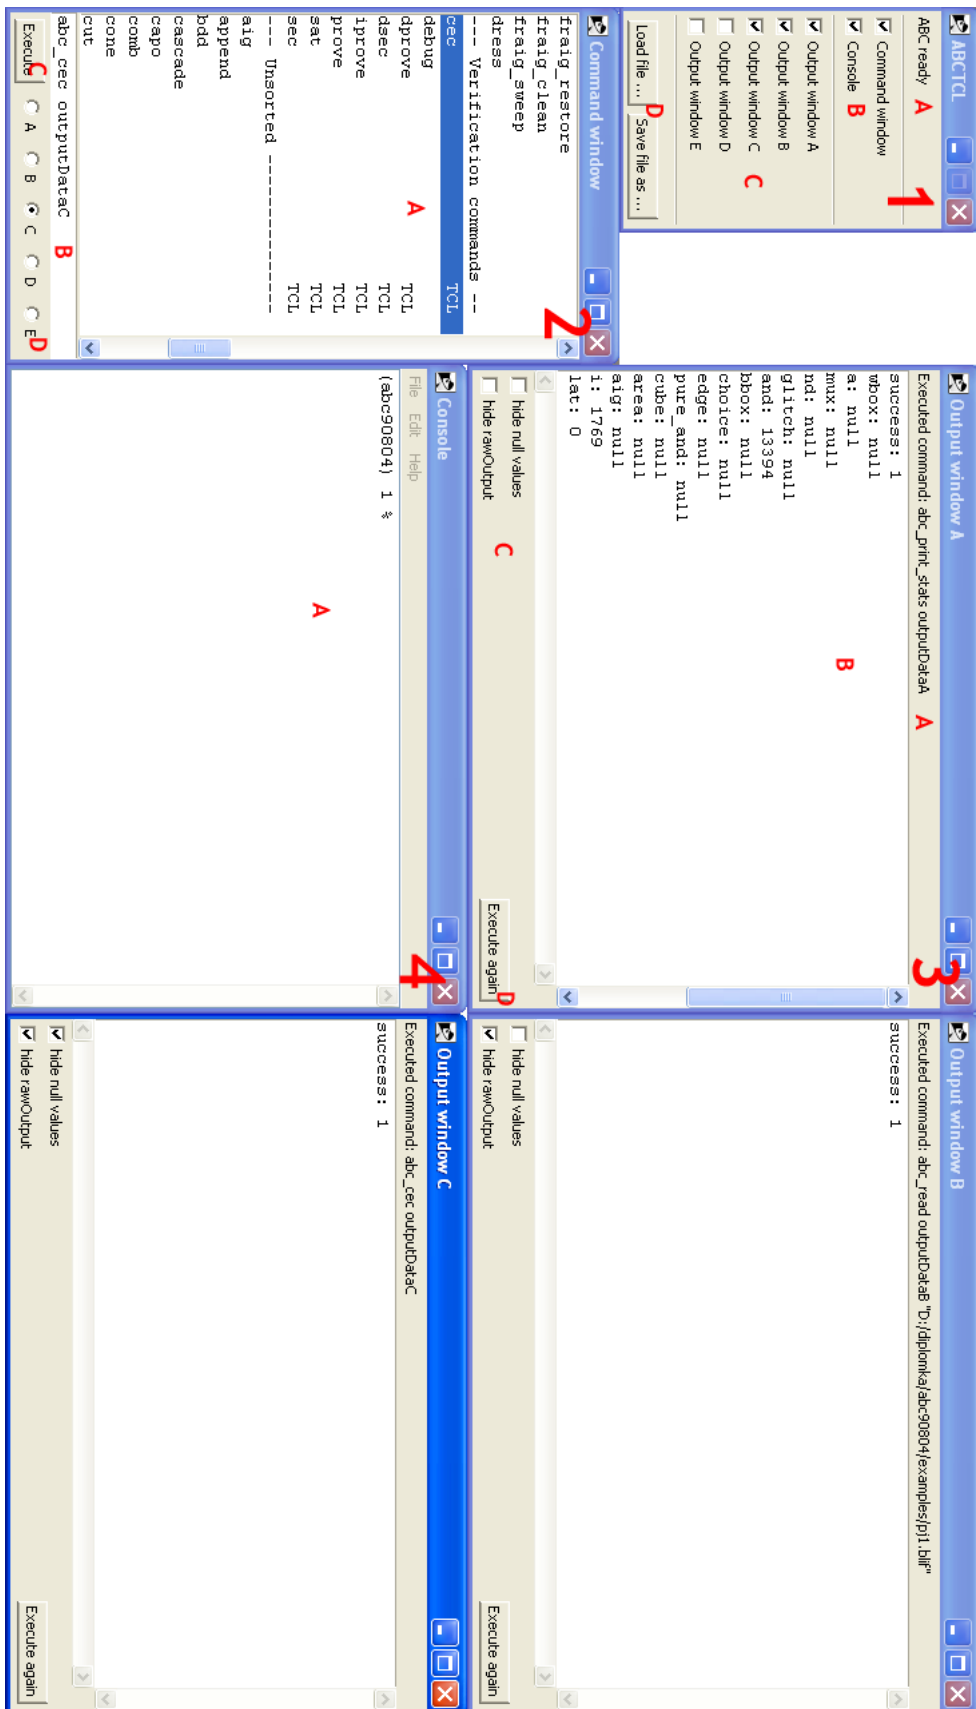 ABCTCL
1
ABC ready A
Command window
Console B
Output window A
Output window B
Output window C C
Output window D
Output window E
D
Load file ... Save file as ...
Command window
2
fraig_restore
fraig_clean
fraig_sweep
dress
--- Verification commands ---
cec TCL
debug
dprove TCL
A
dsec TCL
iprove TCL
prove TCL
sat TCL
sec TCL
--- Unsorted ---------------
aig
append
bdd
cascade
capo
comb
cone
cut
abc_cec outputDataC B
Execute C A B C D E D
Output window A
3
Executed command: abc_print_stats outputDataA A
success: 1
wbox: null
a: null
B
mux: null
nd: null
glitch: null
and: 13394
bbox: null
choice: null
edge: null
pure_and: null
cube: null
area: null
aig: null
i: 1769
lat: 0
hide null values
C
hide rawOutput Execute again D
Console
4
File Edit Help
(abc90804) 1 %
A
Output window B
Executed command: abc_read outputDataB "D:/diplomka/abc90804/examples/pj1.blif"
success: 1
hide null values
hide rawOutput Execute again
Output window C
Executed command: abc_cec outputDataC
success: 1
hide null values
hide rawOutput Execute again